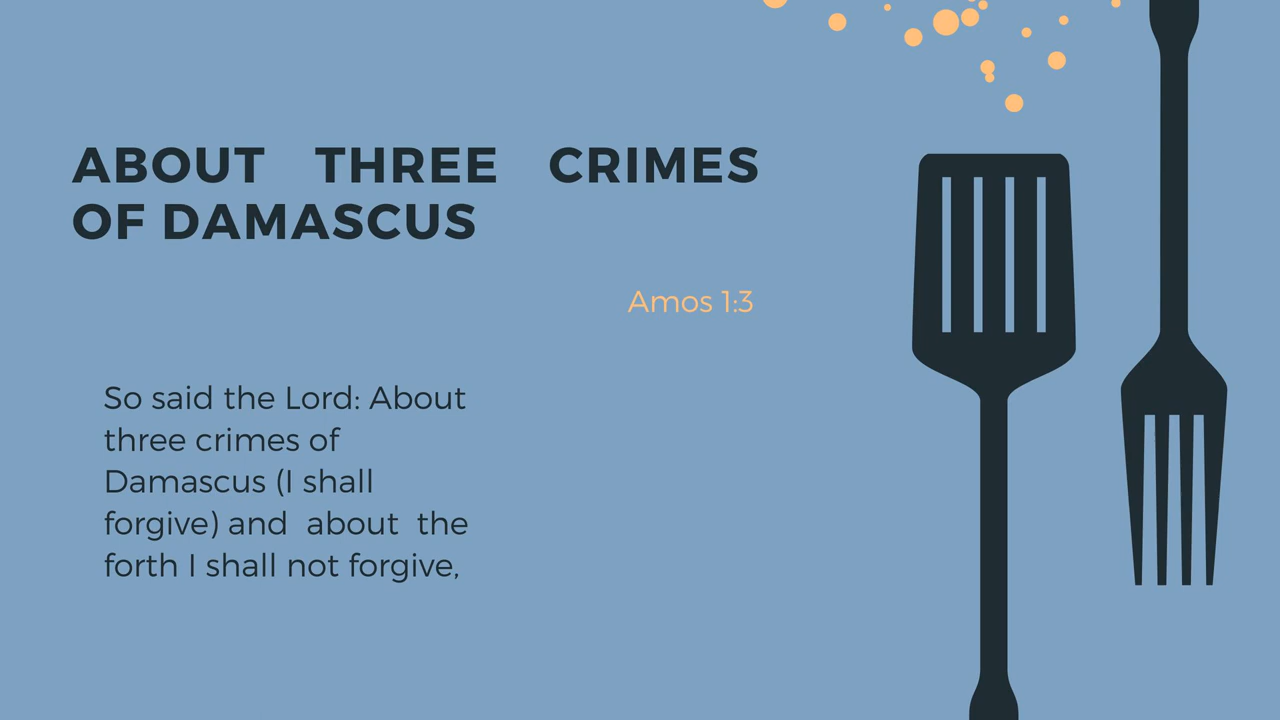 ABOUT THREE CRIMES
OF DAMASCUS
Amos 1:3
So said the Lord: About
three crimes of
Damascus (I shall
forgive) and about the
forth I shall not forgive,